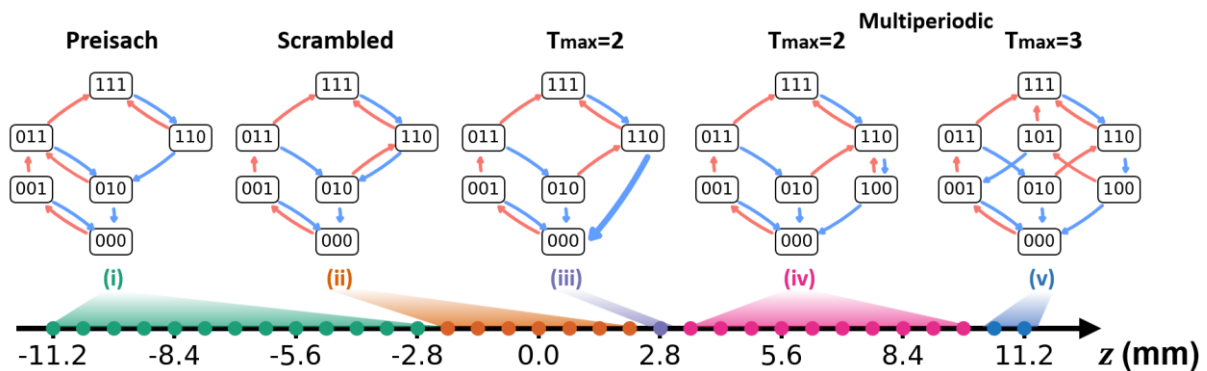 Multiperiodic
Preisach Scrambled Tmax=2 Tmax=2 Tmax=3
111 111 111 111 111
011 110 011 110 011 110 011 110 011 101 110
001 010 001 010 001 010 001 010 100 001 010 100
000 000 000 000 000
(i) (ii) (iii) (iv) (v)
-11.2 -8.4 -5.6 -2.8 0.0 2.8 5.6 8.4 11.2 z (mm)